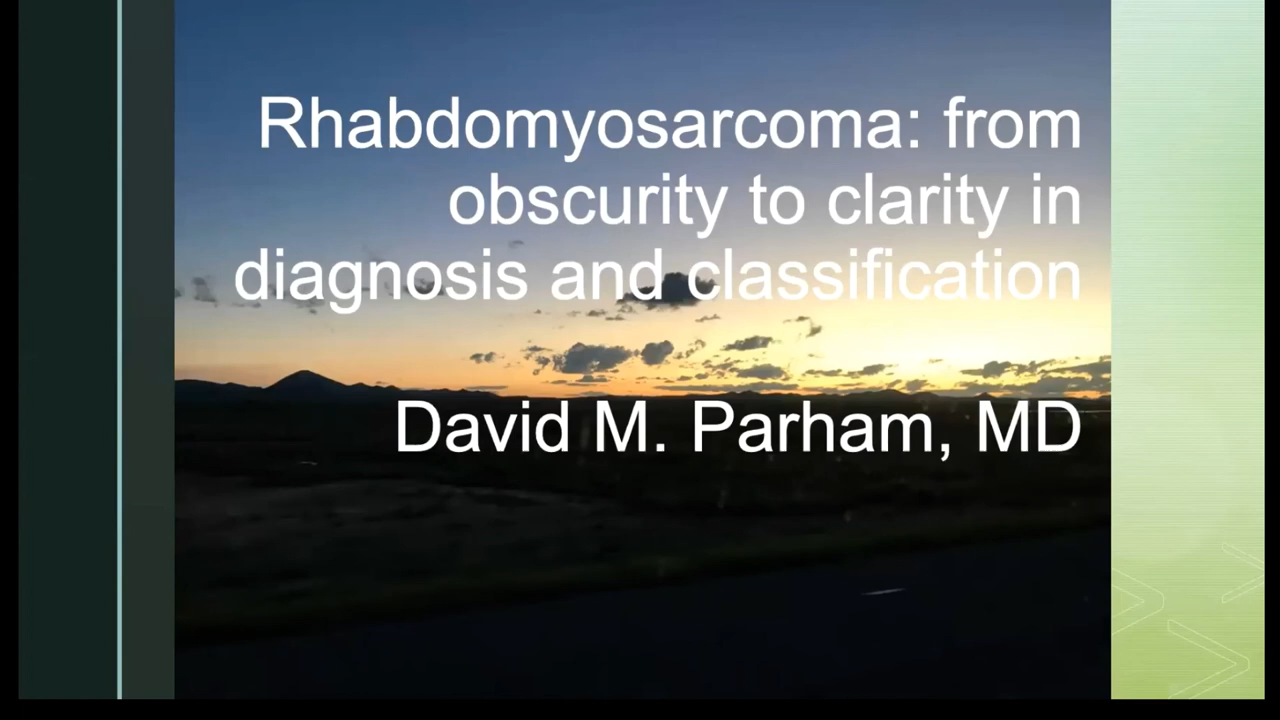 Rhabdomyosarcoma: from
obscurity to clarity in
diagnosis and classification
David M. Parham, MD